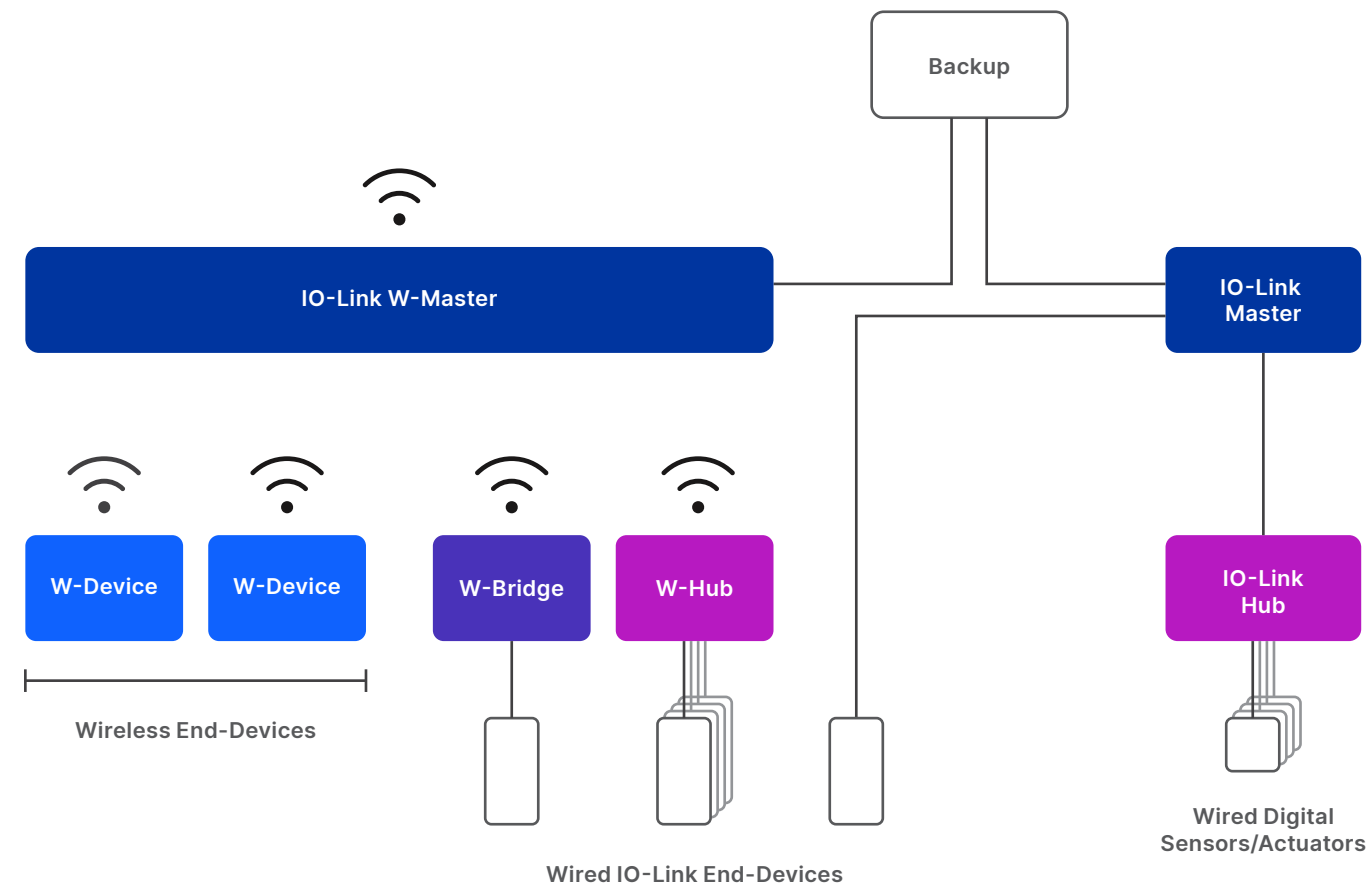 Backup
IO-Link W-Master
IO-Link
Master
W-Device
W-Device
W-Bridge
W-Hub
IO-Link
Hub
Wireless End-Devices
Wired Digital
Sensors/Actuators
Wired IO-Link End-Devices